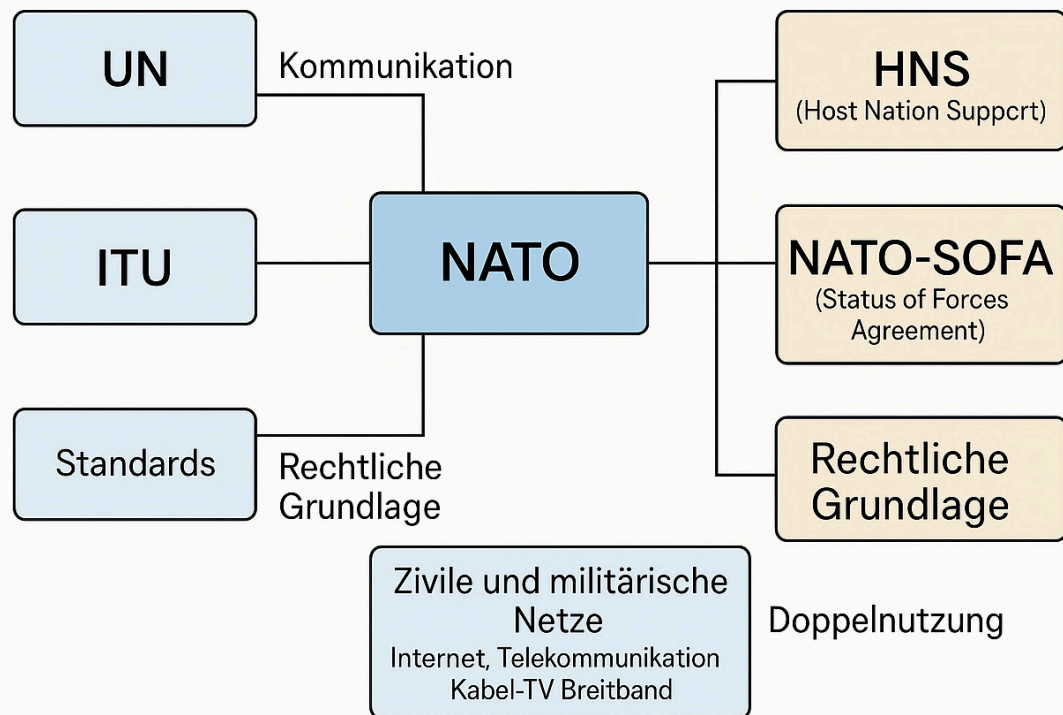 UN
Kommunikation
HNS
(Host Nation Suppcrt)
ITU
NATO
NATO-SOFA
(Status of Forces
Agreement)
Standards
Rechtliche
Grundlage
Rechtliche
Grundlage
Zivile und militärische
Netze
Internet, Telekommunikation
Kabel-TV Breitband
Doppelnutzung